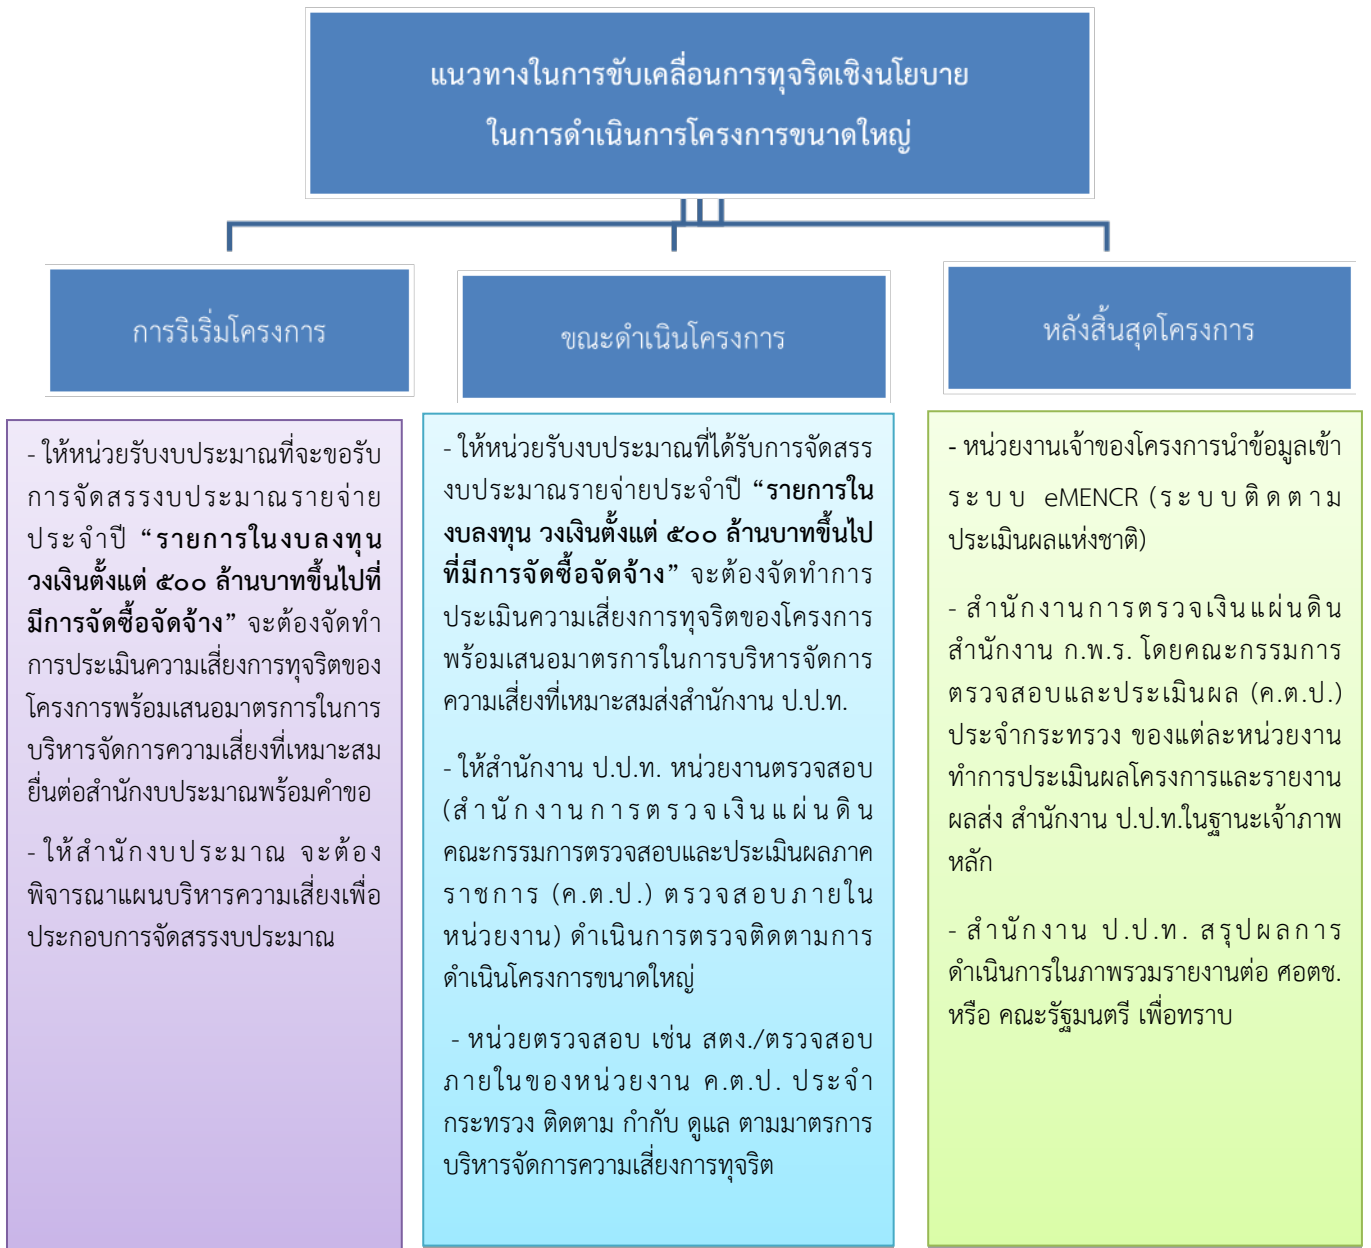 แนวทางในการขับเคลื่อนการทุจริตเชิงนโยบาย
ในการดำเนินการโครงการขนาดใหญ่
การริเริ่มโครงการ
ขณะดำเนินโครงการ
หลังสิ้นสุดโครงการ
- ให้หน่วยรับงบประมาณที่จะขอรับ
การจัดสรรงบประมาณรายจ่าย
ประจำปี “รายการในงบลงทุน
วงเงินตั้งแต่ ๕๐๐ ล้านบาทขึ้นไปที่
มีการจัดซื้อจัดจ้าง” จะต้องจัดทำ
การประเมินความเสี่ยงการทุจริตของ
โครงการพร้อมเสนอมาตรการในการ
บริหารจัดการความเสี่ยงที่เหมาะสม
ยื่นต่อสำนักงบประมาณพร้อมคำขอ
- ให้สำนักงบประมาณ จะต้อง
พิจารณาแผนบริหารความเสี่ยงเพื่อ
ประกอบการจัดสรรงบประมาณ
- ให้หน่วยรับงบประมาณที่ได้รับการจัดสรร
งบประมาณรายจ่ายประจำปี “รายการใน
งบลงทุน วงเงินตั้งแต่ ๕๐๐ ล้านบาทขึ้นไป
ที่มีการจัดซื้อจัดจ้าง” จะต้องจัดทำการ
ประเมินความเสี่ยงการทุจริตของโครงการ
พร้อมเสนอมาตรการในการบริหารจัดการ
ความเสี่ยงที่เหมาะสมส่งสำนักงาน ป.ป.ท.
- ให้สำนักงาน ป.ป.ท. หน่วยงานตรวจสอบ
(สำนักงานการตรวจเงินแผ่นดิน
คณะกรรมการตรวจสอบและประเมินผลภาค
ราชการ (ค.ต.ป.) ตรวจสอบภายใน
หน่วยงาน) ดำเนินการตรวจติดตามการ
ดำเนินโครงการขนาดใหญ่
- หน่วยตรวจสอบ เช่น สตง./ตรวจสอบ
ภายในของหน่วยงาน ค.ต.ป. ประจำ
กระทรวง ติดตาม กำกับ ดูแล ตามมาตรการ
บริหารจัดการความเสี่ยงการทุจริต
- หน่วยงานเจ้าของโครงการนำข้อมูลเข้า
ระบบ eMENCR (ระบบติดตาม
ประเมินผลแห่งชาติ)
- สำนักงานการตรวจเงินแผ่นดิน
สำนักงาน ก.พ.ร. โดยคณะกรรมการ
ตรวจสอบและประเมินผล (ค.ต.ป.)
ประจำกระทรวง ของแต่ละหน่วยงาน
ทำการประเมินผลโครงการและรายงาน
ผลส่ง สำนักงาน ป.ป.ท.ในฐานะเจ้าภาพ
หลัก
- สำนักงาน ป.ป.ท. สรุปผลการ
ดำเนินการในภาพรวมรายงานต่อ ศอตช.
หรือ คณะรัฐมนตรี เพื่อทราบ